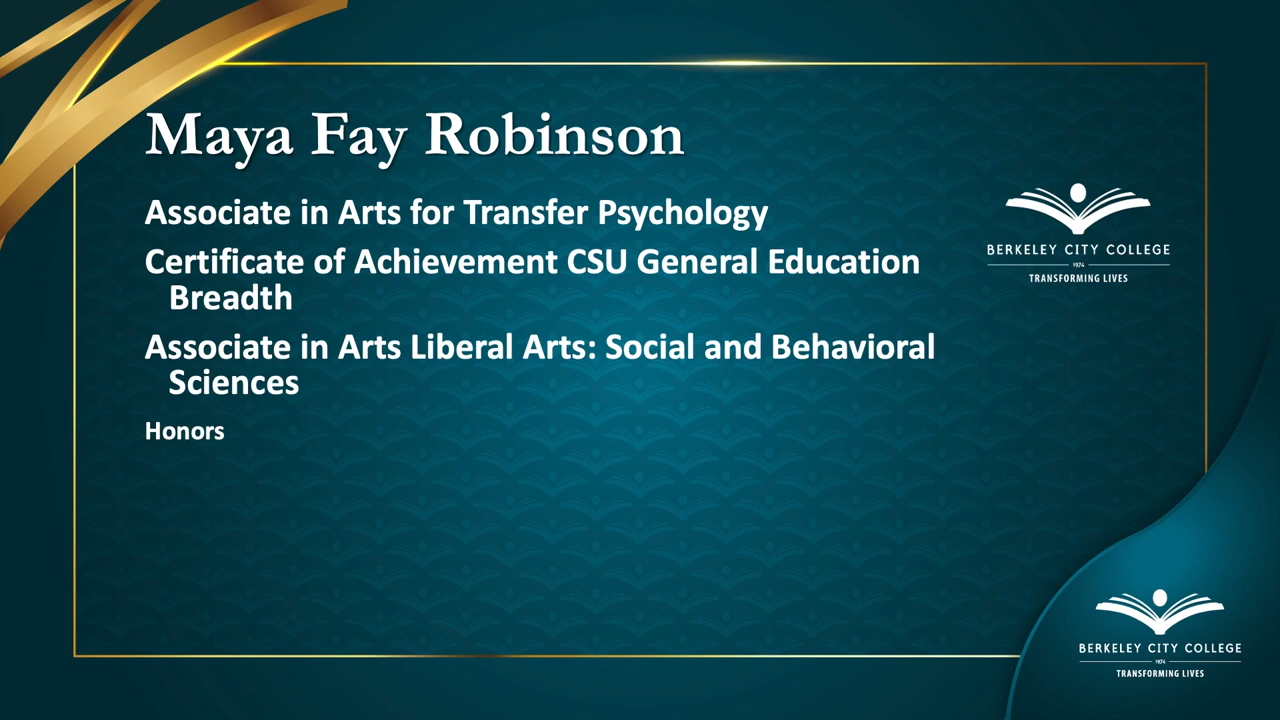 Maya Fay Robinson
Associate in Arts for Transfer Psychology
Certificate of Achievement CSU General Education
Breadth
Associate in Arts Liberal Arts: Social and Behavioral
Sciences
Honors
BERKELEY CITY COLLEGE
1974
TRANSFORMING LIVES
BERKELEY CITY COLLEGE
1974
TRANSFORMING LIVES